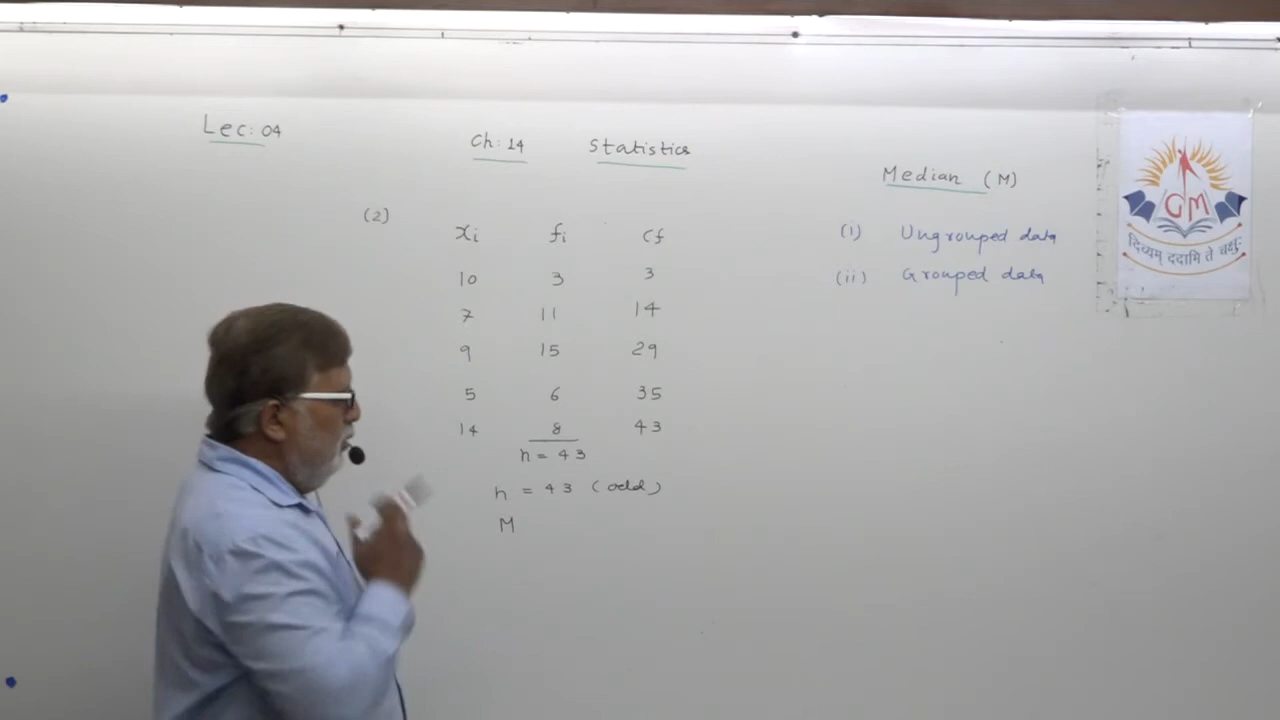 Lec: 04
Ch: 14 Statistics
Median (M)
(i) Ungrouped data
(ii) Grouped data
(2)
xi fi cf
10 3 3
7 11 14
9 15 29
5 6 35
14 8 43
n = 43
n = 43 (odd)
M
GM
दिव्यम् ददामि ते चक्षुः